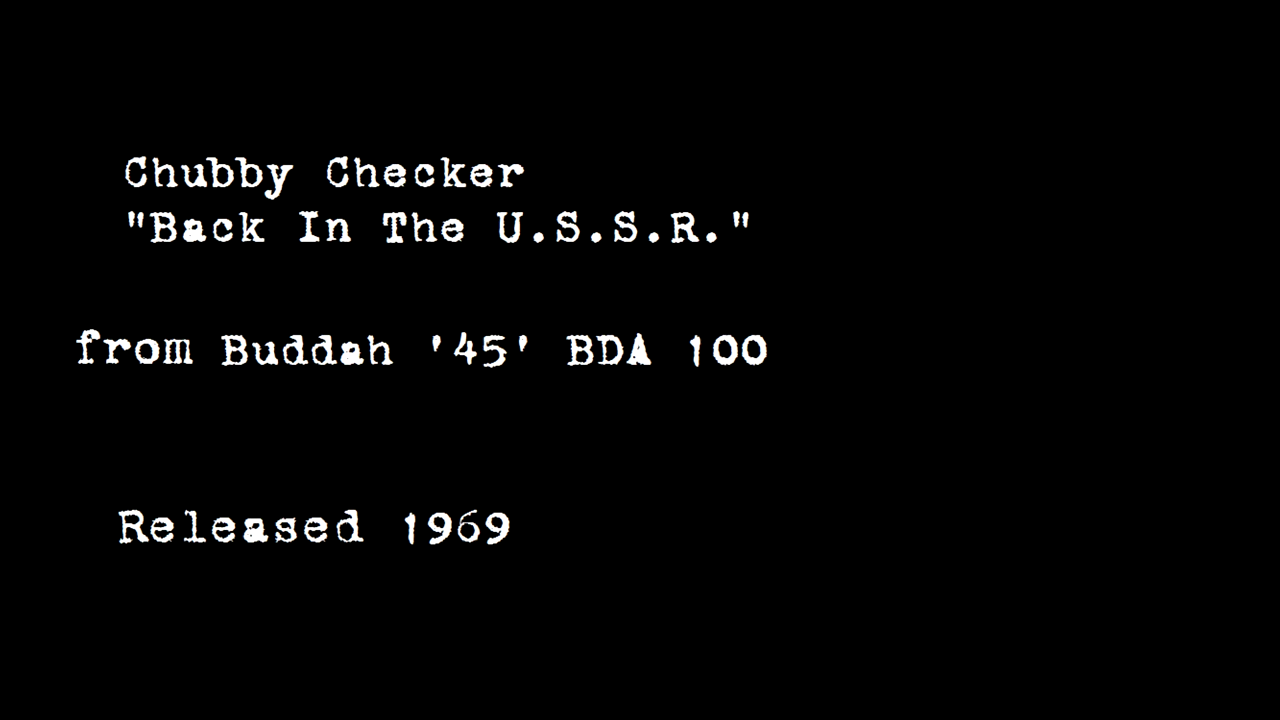 Chubby Checker
"Back In The U.S.S.R."
from Buddah '45' BDA 100
Released 1969